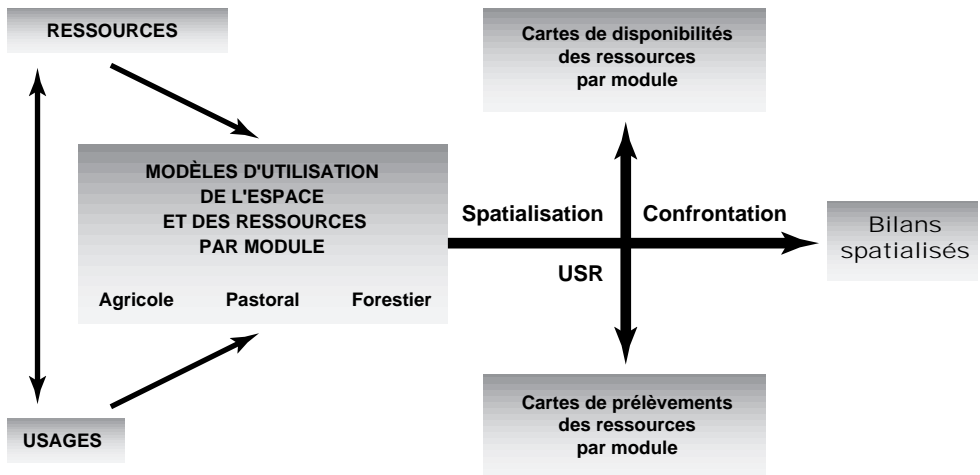 RESSOURCES
MODÈLES D'UTILISATION
DE L'ESPACE
ET DES RESSOURCES
PAR MODULE
Agricole Pastoral Forestier
USAGES
Spatialisation
USR
Confrontation
Cartes de disponibilités
des ressources
par module
Cartes de prélèvements
des ressources
par module
Bilans
spatialisés